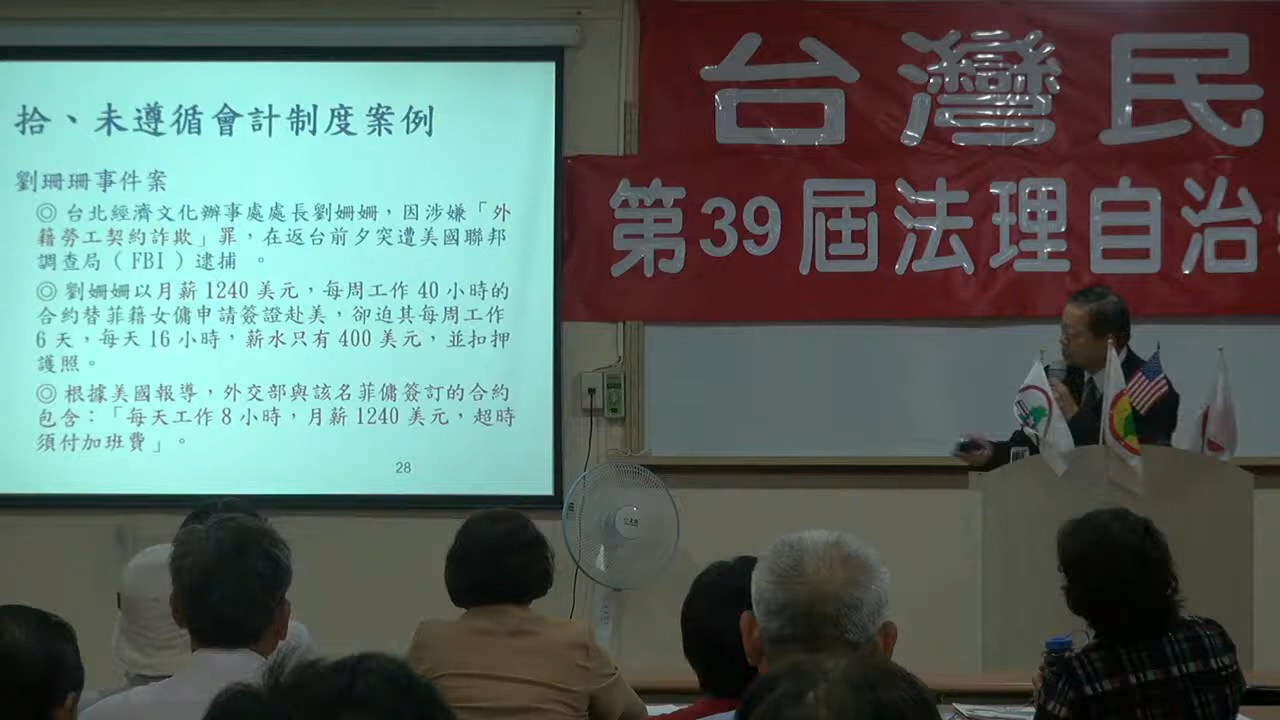 拾、未遵循會計制度案例
劉珊珊事件案
◎ 台北經濟文化辦事處處長劉姍姍，因涉嫌「外
籍勞工契約詐欺」罪，在返台前夕突遭美國聯邦
調查局（FBI）逮捕 。
◎ 劉姍姍以月薪 1240 美元，每周工作 40 小時的
合約替菲籍女傭申請簽證赴美，卻迫其每周工作
6 天，每天 16 小時，薪水只有 400 美元，並扣押
護照。
◎ 根據美國報導，外交部與該名菲傭簽訂的合約
包含：「每天工作 8 小時，月薪 1240 美元，超時
須付加班費」。
28
台灣民
第39屆法理自治